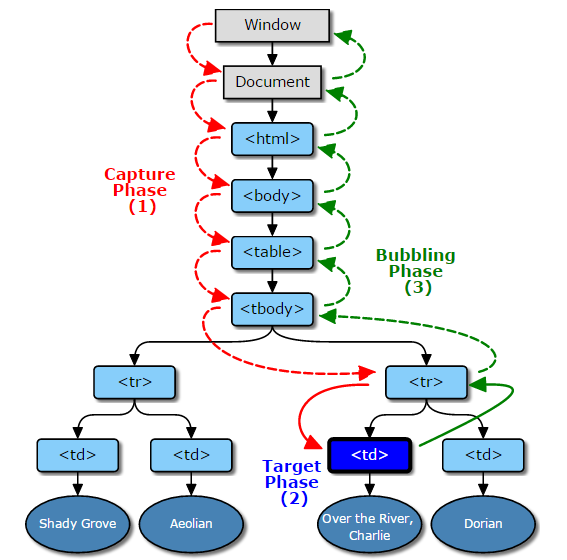 Window
Document
<html>
Capture
Phase
(1)
<body>
<table>
Bubbling
Phase
(3)
<tbody>
<tr>
<tr>
<td>
<td>
<td>
<td>
Target
Phase
(2)
Shady Grove
Aeolian
Over the River,
Charlie
Dorian